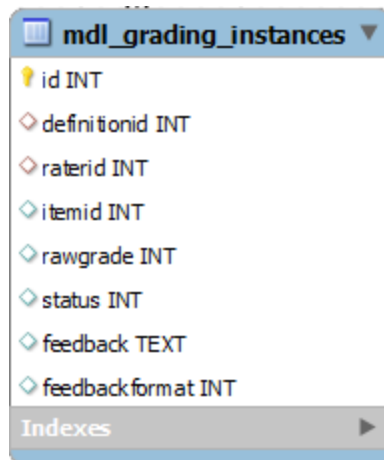 mdl_grading_instances
id INT
definitionid INT
raterid INT
itemid INT
rawgrade INT
status INT
feedback TEXT
feedbackformat INT
Indexes